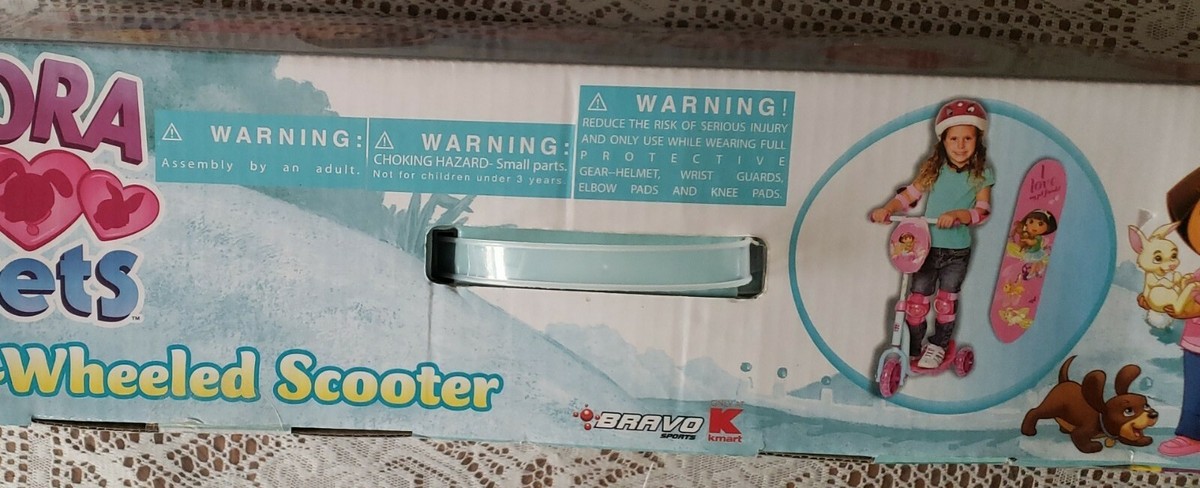 ORA
ets™
-Wheeled Scooter
⚠ WARNING:
Assembly by an adult.
⚠ WARNING:
CHOKING HAZARD- Small parts.
Not for children under 3 years.
⚠ WARNING!
REDUCE THE RISK OF SERIOUS INJURY
AND ONLY USE WHILE WEARING FULL
PROTECTIVE
GEAR-HELMET, WRIST GUARDS,
ELBOW PADS AND KNEE PADS.
BRAVO
SPORTS
K
kmart
I
love